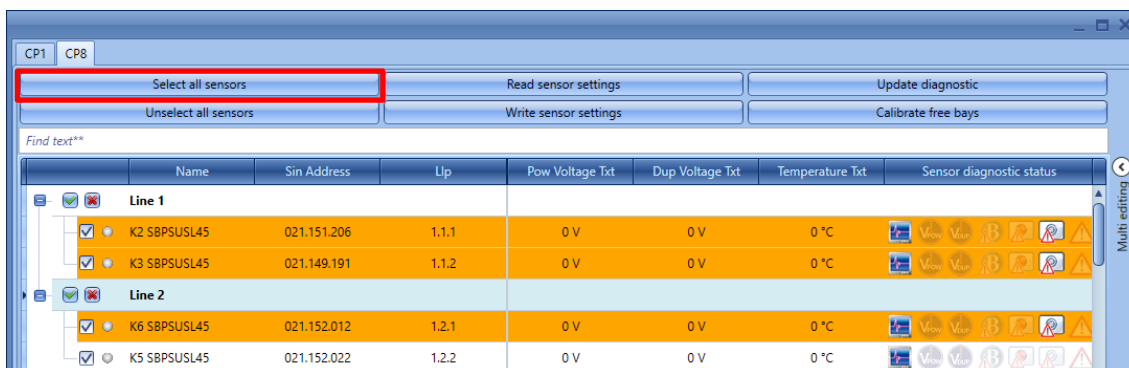 CP1 CP8
Select all sensors Read sensor settings Update diagnostic
Unselect all sensors Write sensor settings Calibrate free bays
Find text**
Name Sin Address Llp Pow Voltage Txt Dup Voltage Txt Temperature Txt Sensor diagnostic status
Multi editing
Line 1
K2 SBPSUSL45 021.151.206 1.1.1 0 V 0 V 0 °C
K3 SBPSUSL45 021.149.191 1.1.2 0 V 0 V 0 °C
Line 2
K6 SBPSUSL45 021.152.012 1.2.1 0 V 0 V 0 °C
K5 SBPSUSL45 021.152.022 1.2.2 0 V 0 V 0 °C